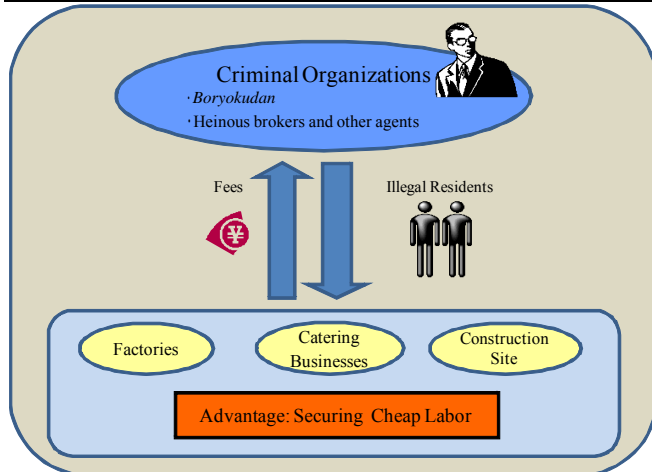 Criminal Organizations
·Boryokudan
·Heinous brokers and other agents
Fees
Illegal Residents
¥
Factories
Catering
Businesses
Construction
Site
Advantage: Securing Cheap Labor